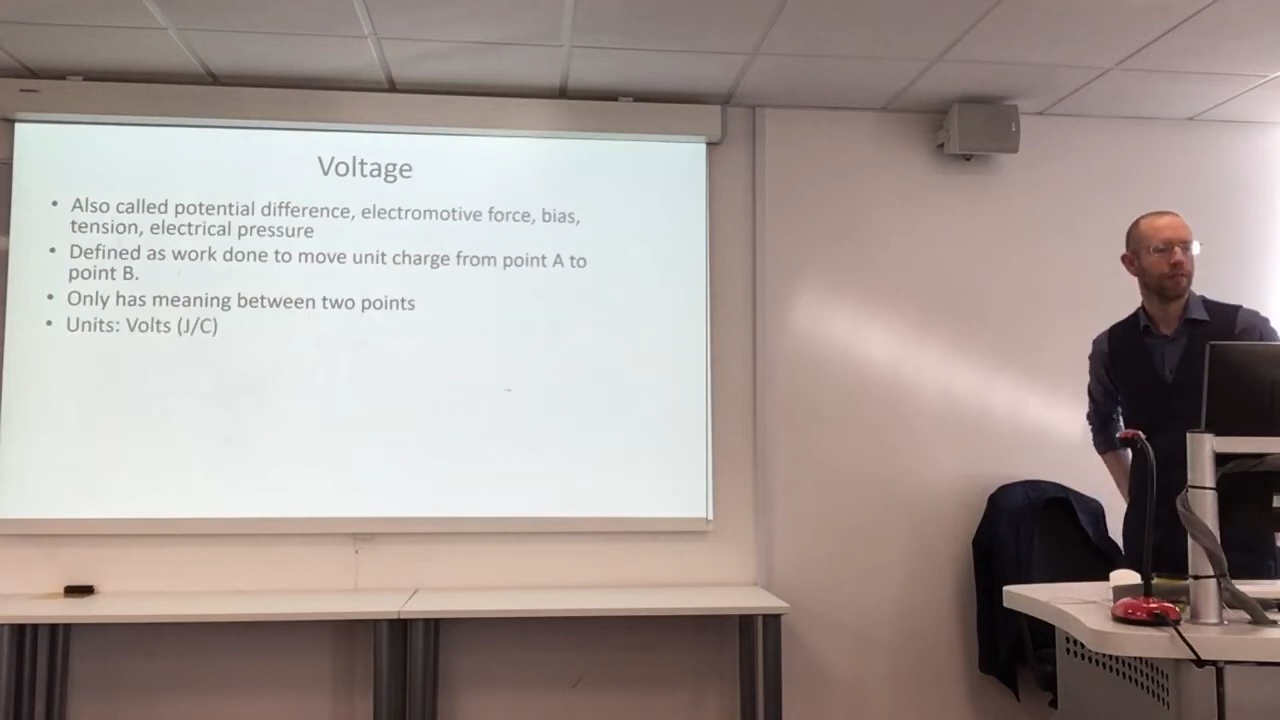 Voltage
• Also called potential difference, electromotive force, bias,
tension, electrical pressure
• Defined as work done to move unit charge from point A to
point B.
• Only has meaning between two points
• Units: Volts (J/C)